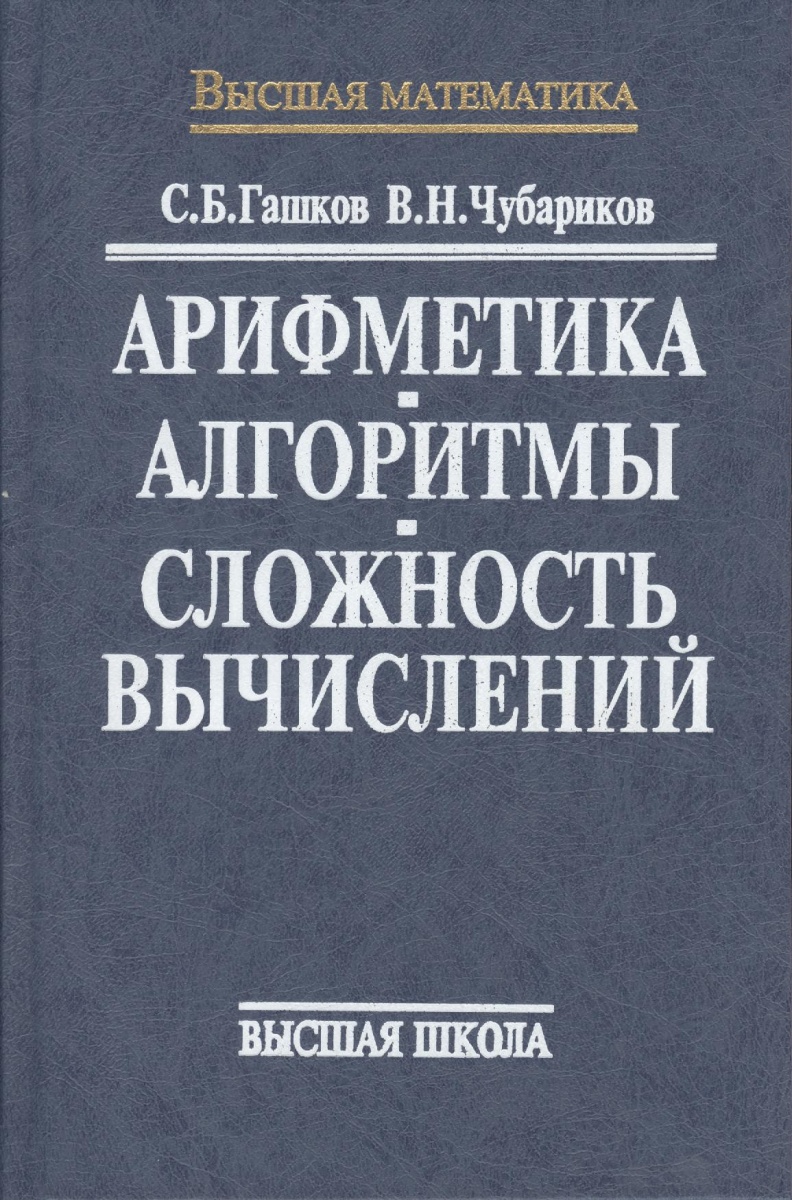 Высшая математика
С.Б.Гашков В.Н.Чубариков
АРИФМЕТИКА
АЛГОРИТМЫ
СЛОЖНОСТЬ
ВЫЧИСЛЕНИЙ
ВЫСШАЯ ШКОЛА